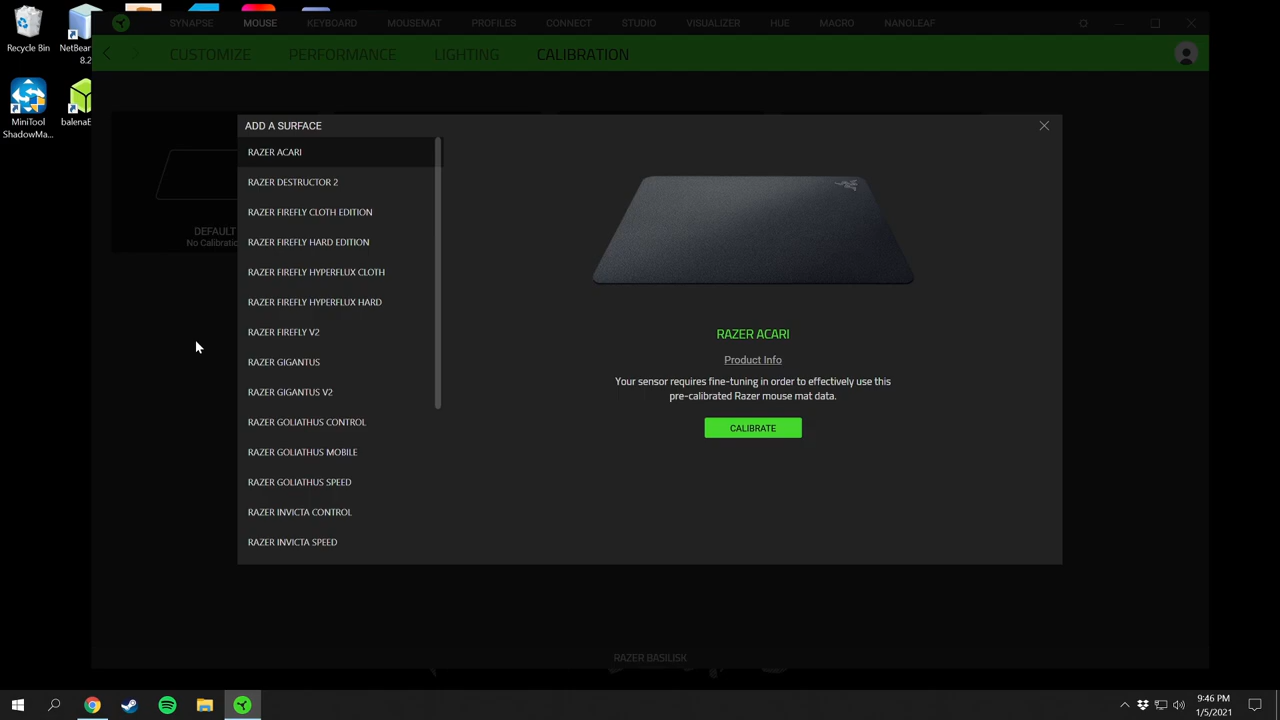 Recycle Bin
NetBea
8.2
MiniTool
ShadowMa...
balenaE
SYNAPSE
MOUSE
KEYBOARD
MOUSEMAT
PROFILES
CONNECT
STUDIO
VISUALIZER
HUE
MACRO
NANOLEAF
CUSTOMIZE
PERFORMANCE
LIGHTING
CALIBRATION
DEFAULT
No Calibratio
ADD A SURFACE
RAZER ACARI
RAZER DESTRUCTOR 2
RAZER FIREFLY CLOTH EDITION
RAZER FIREFLY HARD EDITION
RAZER FIREFLY HYPERFLUX CLOTH
RAZER FIREFLY HYPERFLUX HARD
RAZER FIREFLY V2
RAZER GIGANTUS
RAZER GIGANTUS V2
RAZER GOLIATHUS CONTROL
RAZER GOLIATHUS MOBILE
RAZER GOLIATHUS SPEED
RAZER INVICTA CONTROL
RAZER INVICTA SPEED
RAZER ACARI
Product Info
Your sensor requires fine-tuning in order to effectively use this
pre-calibrated Razer mouse mat data.
CALIBRATE
RAZER BASILISK
9:46 PM
1/5/2021